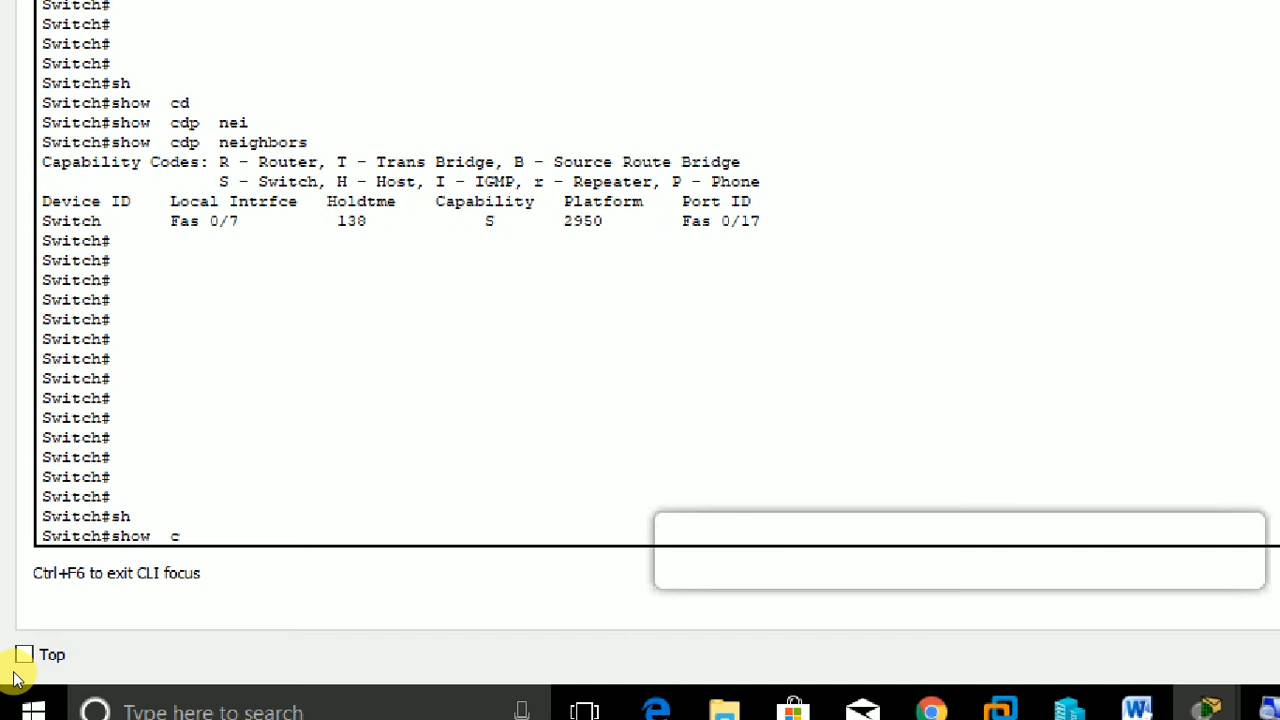 Switch#
Switch#
Switch#
Switch#
Switch#sh
Switch#show cd
Switch#show cdp nei
Switch#show cdp neighbors
Capability Codes: R - Router, T - Trans Bridge, B - Source Route Bridge
S - Switch, H - Host, I - IGMP, r - Repeater, P - Phone
Device ID Local Intrfce Holdtme Capability Platform Port ID
Switch Fas 0/7 138 S 2950 Fas 0/17
Switch#
Switch#
Switch#
Switch#
Switch#
Switch#
Switch#
Switch#
Switch#
Switch#
Switch#
Switch#
Switch#
Switch#
Switch#sh
Switch#show c
Ctrl+F6 to exit CLI focus
Top
Type here to search